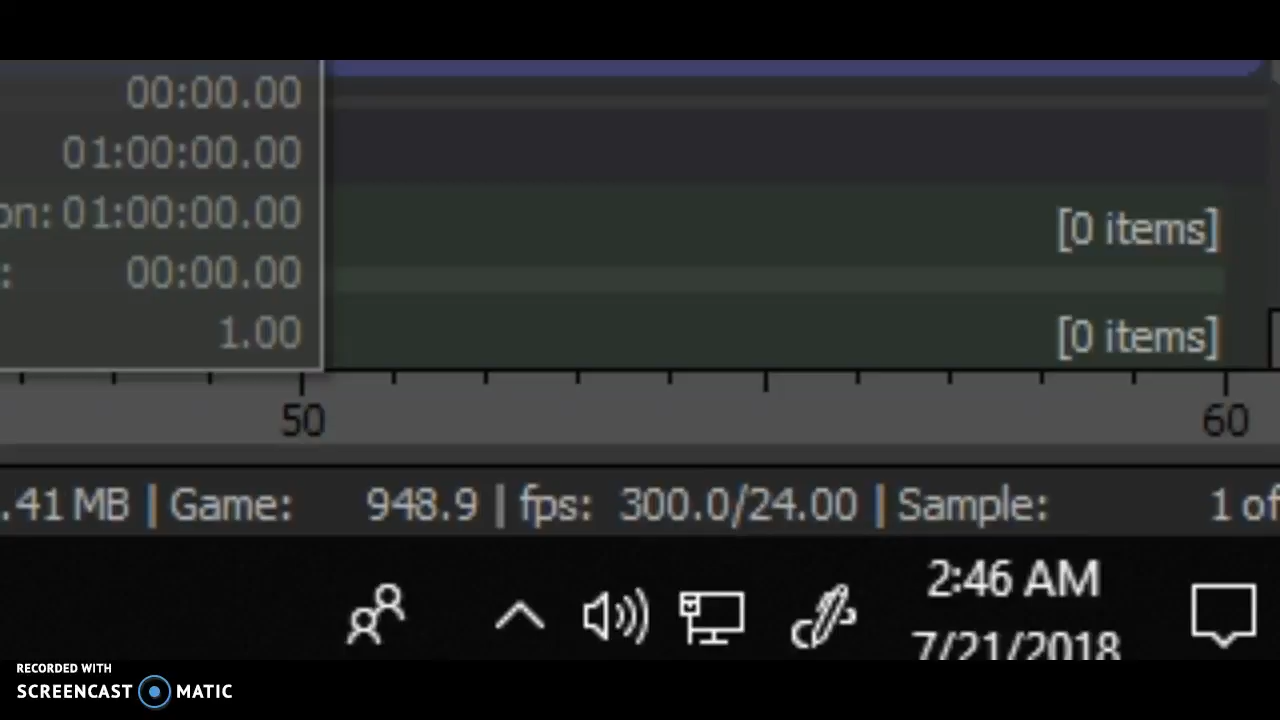 00:00.00
01:00:00.00
on: 01:00:00.00
[0 items]
: 00:00.00
1.00
[0 items]
50 60
.41 MB | Game: 948.9 | fps: 300.0/24.00 | Sample: 1 of
2:46 AM
7/21/2018
RECORDED WITH
SCREENCAST MATIC